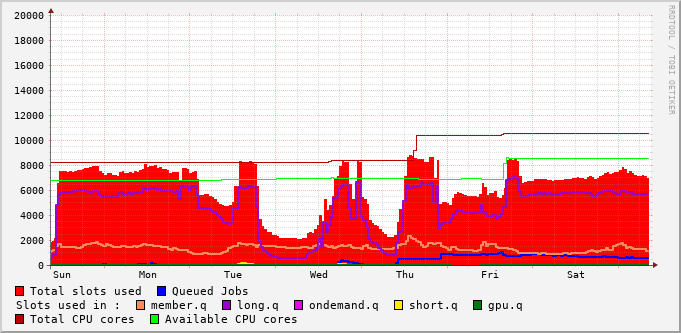 20000
18000
16000
14000
12000
10000
8000
6000
4000
2000
0
Sun Mon Tue Wed Thu Fri Sat
RRDTOOL / TOBI OETIKER
Total slots used Queued Jobs
Slots used in : member.q long.q ondemand.q short.q gpu.q
Total CPU cores Available CPU cores